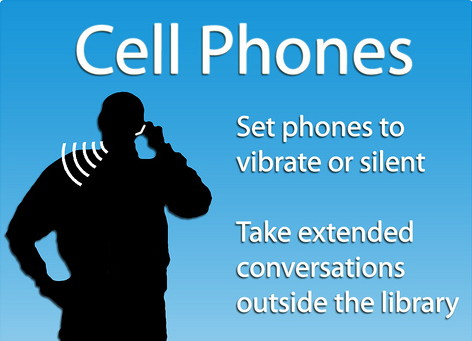 Cell Phones
Set phones to
vibrate or silent
Take extended
conversations
outside the library